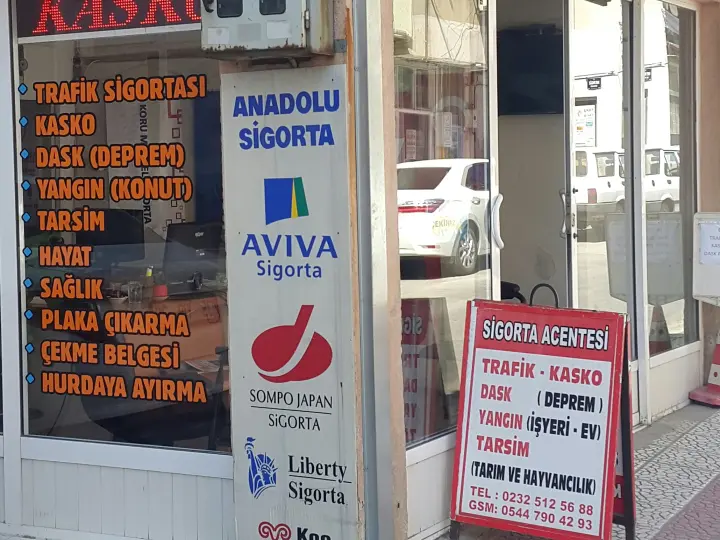 KASKO
TRAFİK SİGORTASI
KASKO
DASK (DEPREM)
YANGIN (KONUT)
TARSİM
HAYAT
SAĞLIK
PLAKA ÇIKARMA
ÇEKME BELGESİ
HURDAYA AYIRMA
ANADOLU
SİGORTA
AVIVA
Sigorta
SOMPO JAPAN
SİGORTA
Liberty
Sigorta
Koç
SİGORTA ACENTESİ
TRAFİK - KASKO
DASK ( DEPREM )
YANGIN (İŞYERİ - EV)
TARSİM
(TARIM VE HAYVANCILIK)
TEL : 0232 512 56 88
GSM: 0544 790 42 93